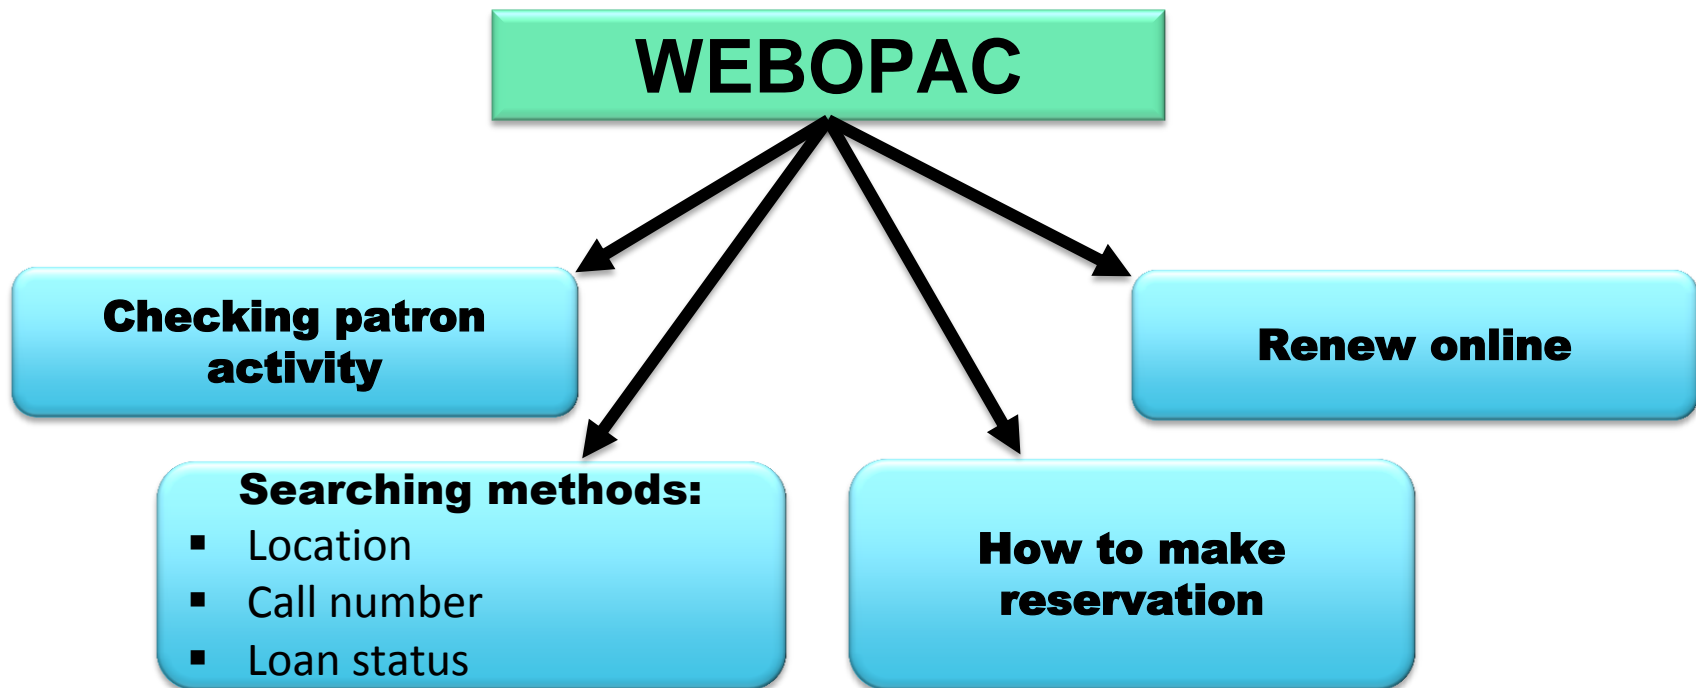 WEBOPAC
Checking patron
activity
Renew online
Searching methods:
▪ Location
▪ Call number
▪ Loan status
How to make
reservation